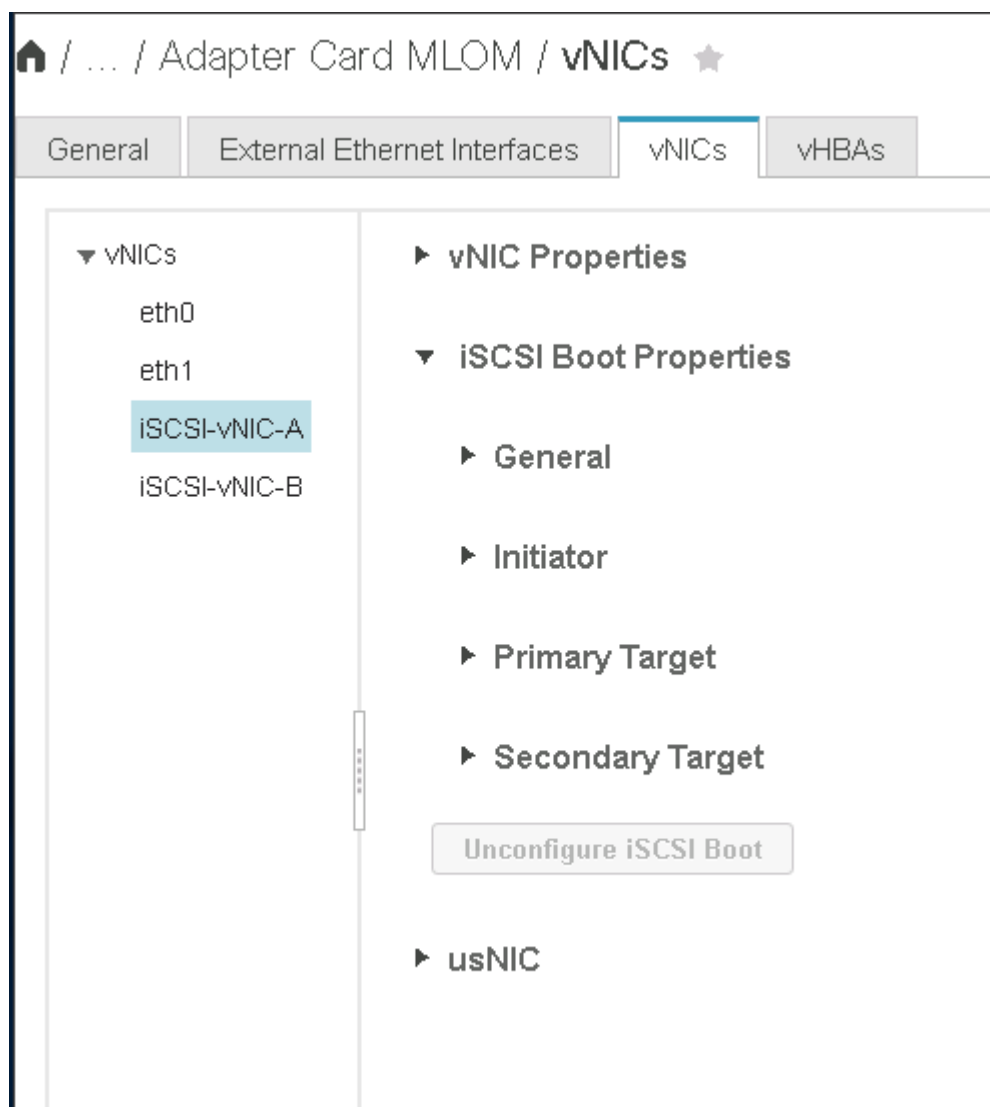 / ... / Adapter Card MLOM / vNICs
General External Ethernet Interfaces vNICs vHBAs
vNICs
eth0
eth1
iSCSI-vNIC-A
iSCSI-vNIC-B
vNIC Properties
iSCSI Boot Properties
General
Initiator
Primary Target
Secondary Target
Unconfigure iSCSI Boot
usNIC